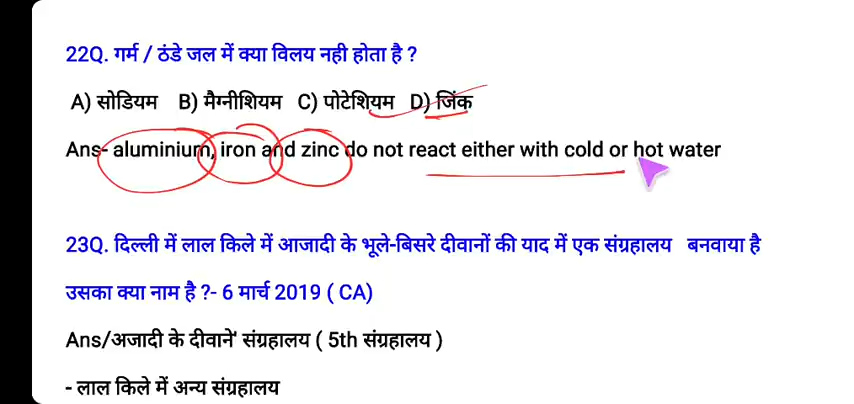 22Q. गर्म / ठंडे जल में क्या विलय नही होता है ?
A) सोडियम B) मैग्नीशियम C) पोटेशियम D) जिंक
Ans- aluminium, iron and zinc do not react either with cold or hot water
23Q. दिल्ली में लाल किले में आजादी के भूले-बिसरे दीवानों की याद में एक संग्रहालय बनवाया है
उसका क्या नाम है ?- 6 मार्च 2019 ( CA)
Ans/अजादी के दीवाने' संग्रहालय ( 5th संग्रहालय )
- लाल किले में अन्य संग्रहालय